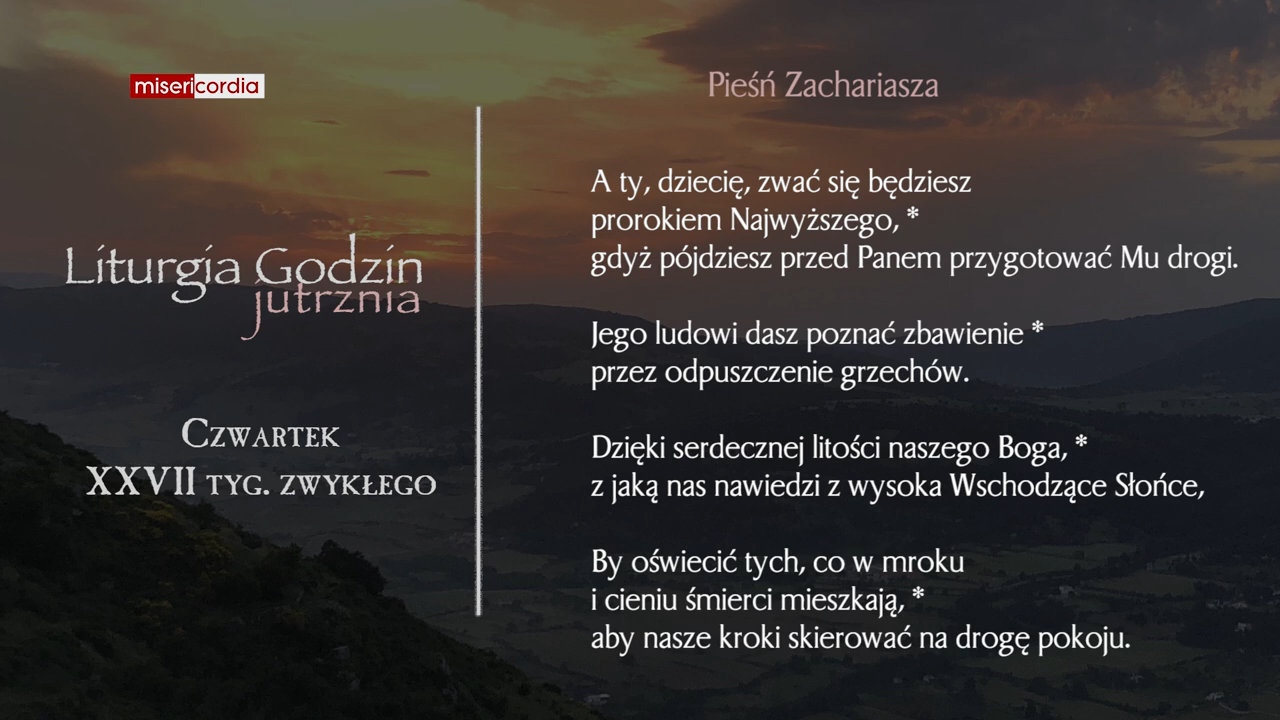 misericordia
Liturgia Godzin
jutrznia
Czwartek
XXVII tyg. zwykłego
Pieśń Zachariasza
A ty, dziecię, zwać się będziesz
prorokiem Najwyższego, *
gdyż pójdziesz przed Panem przygotować Mu drogi.
Jego ludowi dasz poznać zbawienie *
przez odpuszczenie grzechów.
Dzięki serdecznej litości naszego Boga, *
z jaką nas nawiedzi z wysoka Wschodzące Słońce,
By oświecić tych, co w mroku
i cieniu śmierci mieszkają, *
aby nasze kroki skierować na drogę pokoju.